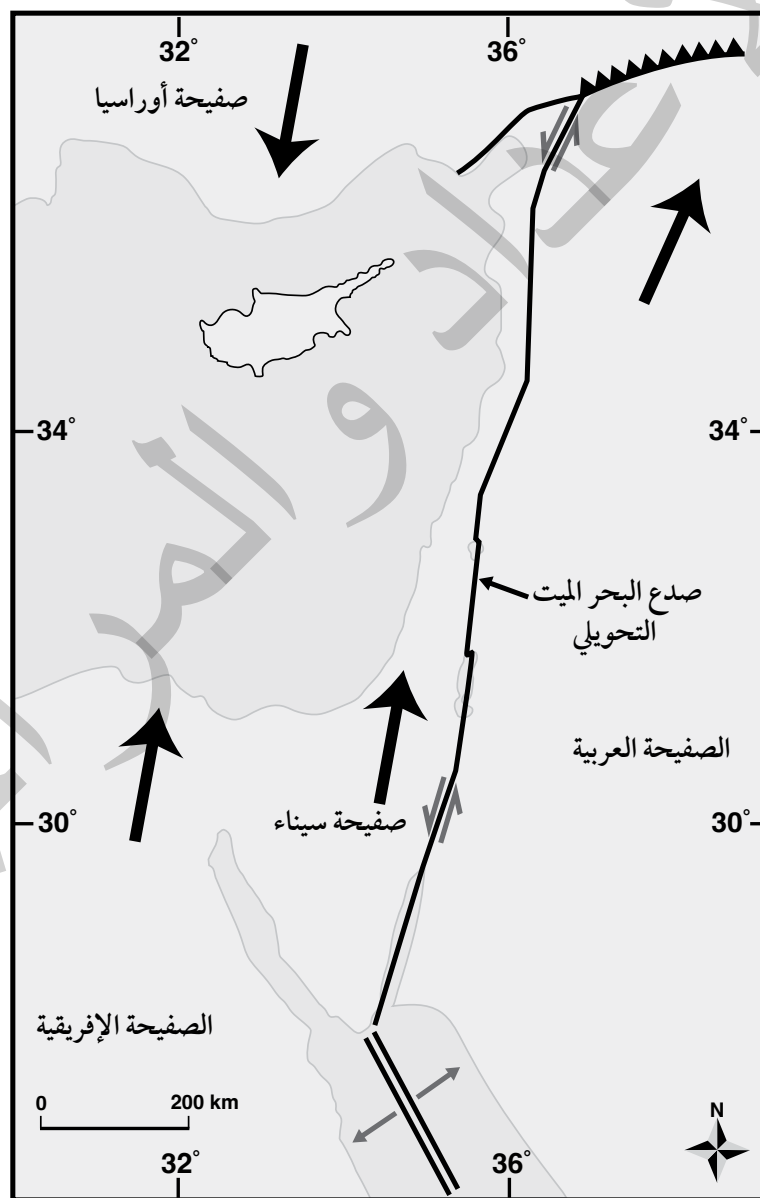 32°
36°
صفيحة أوراسيا
34°
34°
صدع البحر الميت
التحويلي
الصفيحة العربية
30°
صفيحة سيناء
30°
الصفيحة الإفريقية
0
200 km
N
32°
36°